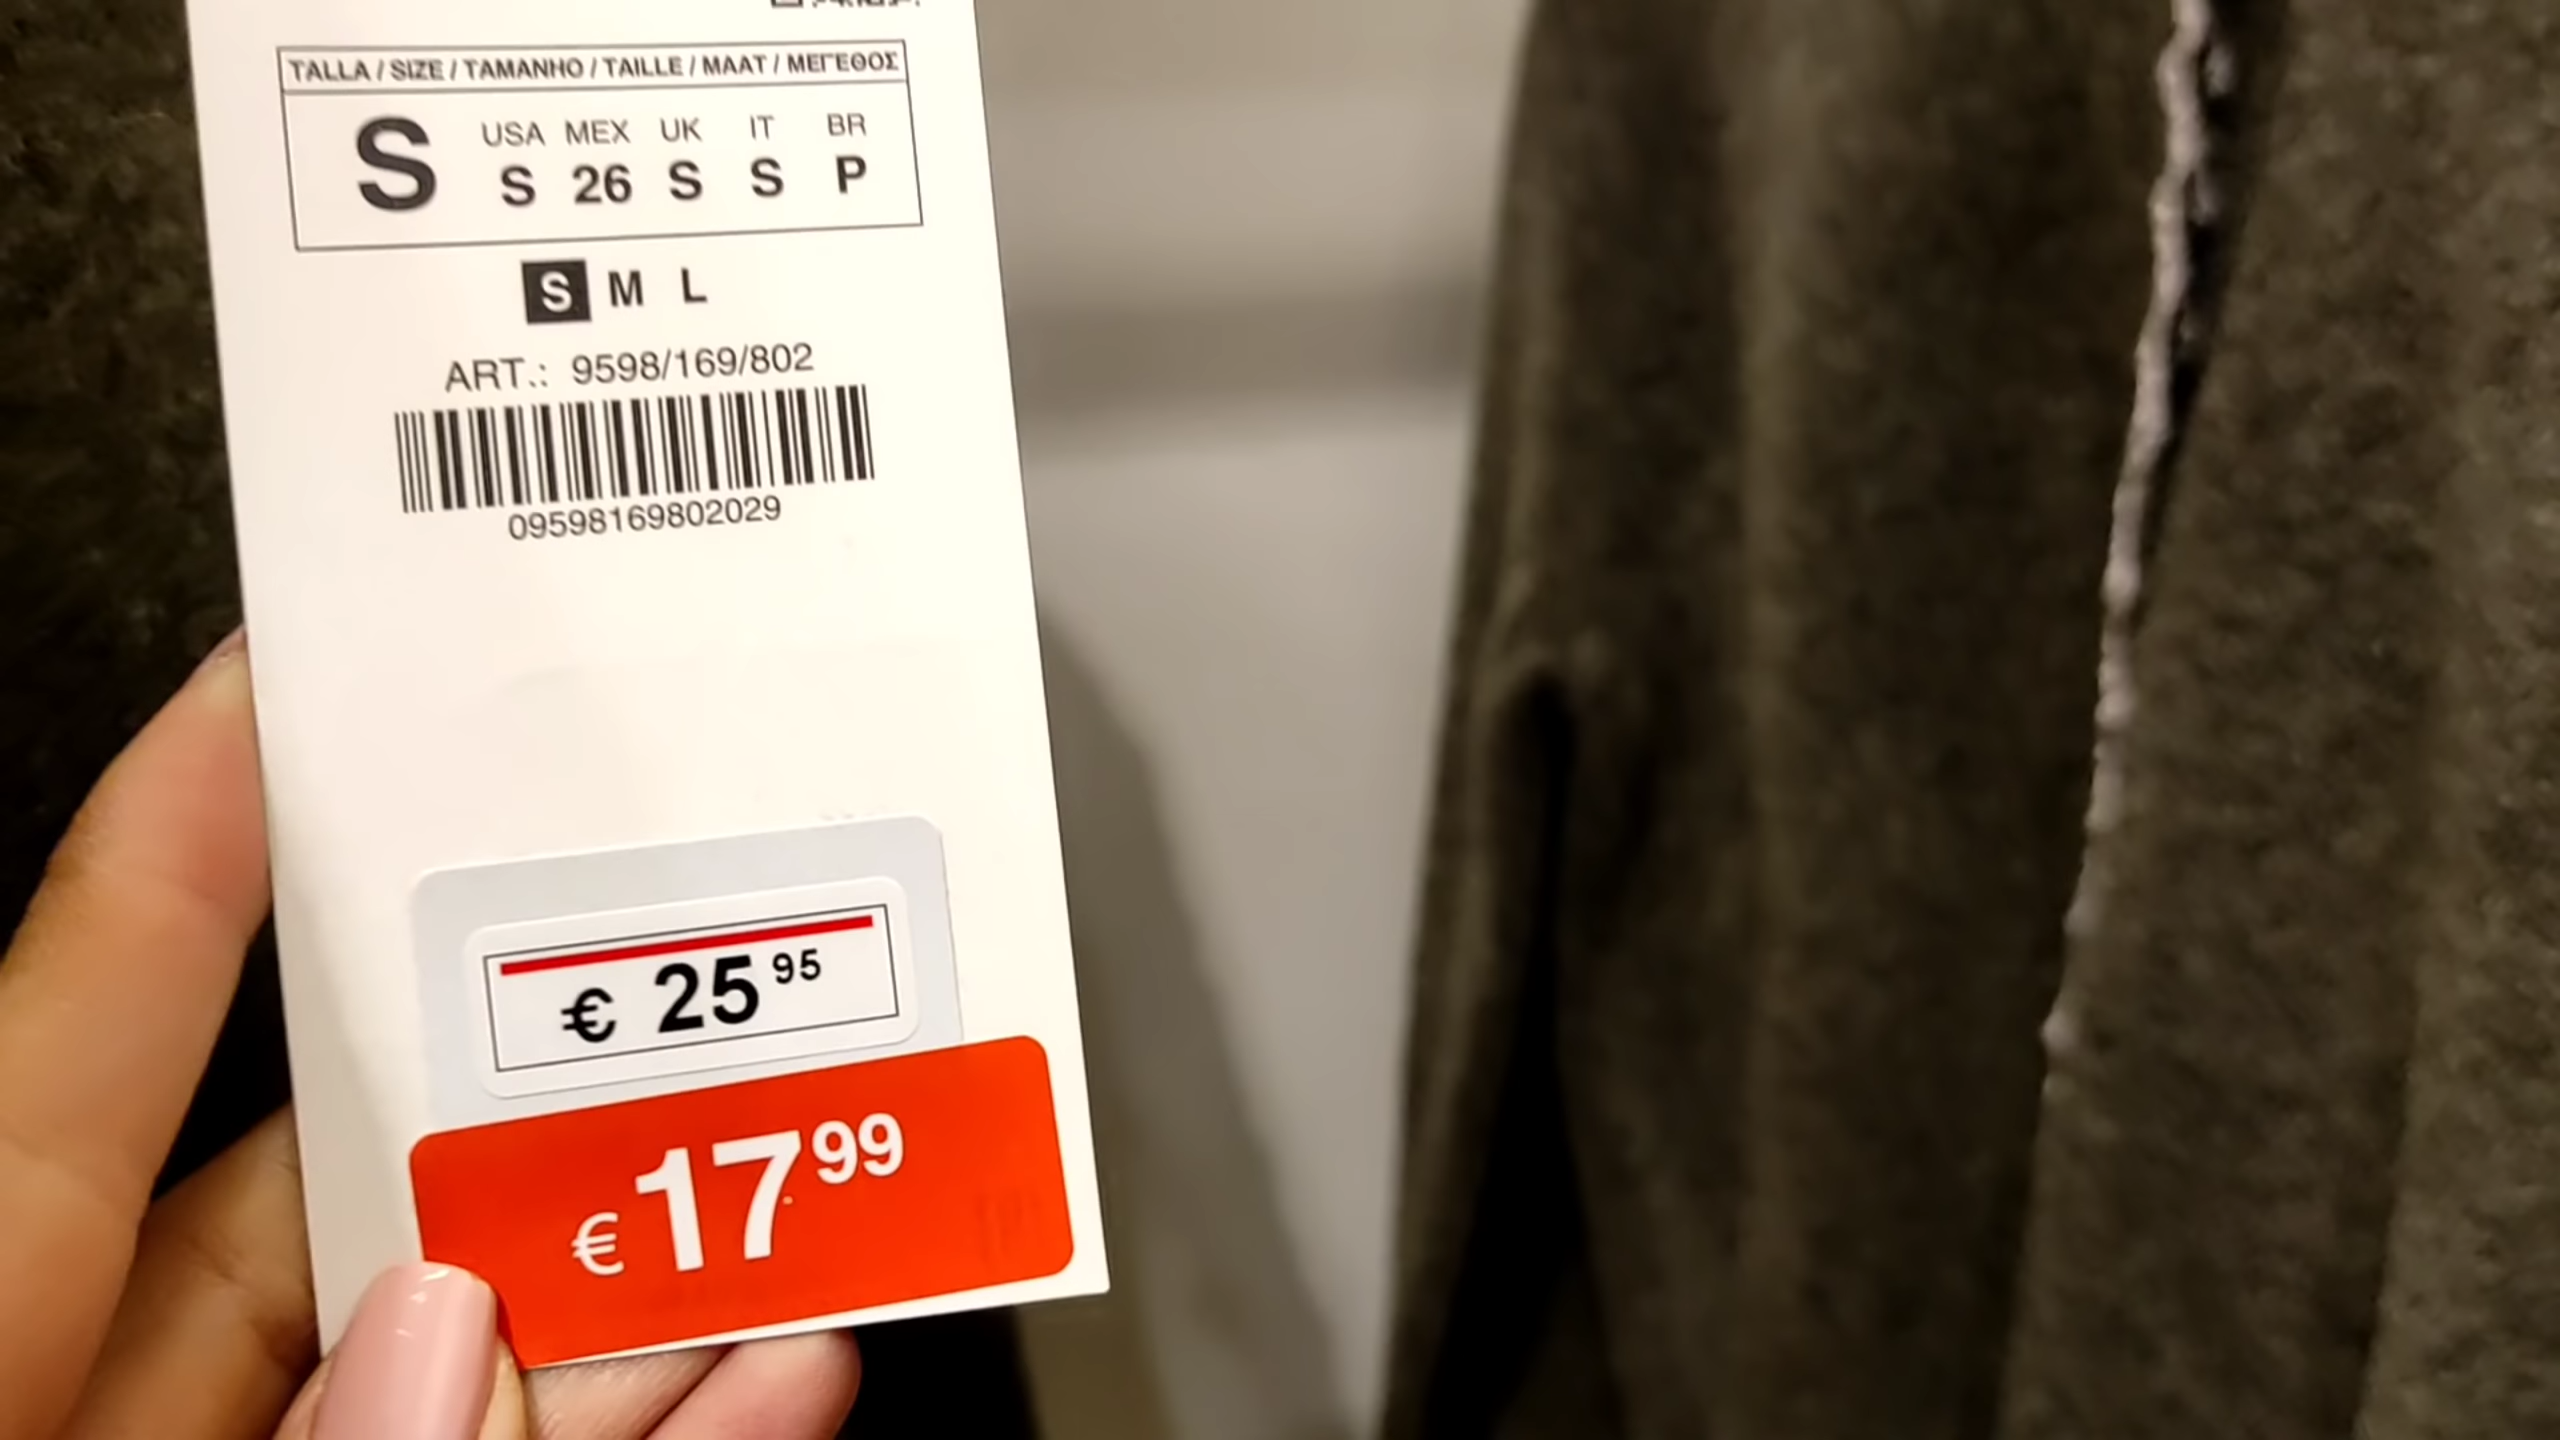 TALLA / SIZE / TAMANHO / TAILLE / MAAT / ΜΕΓΕΘΟΣ
S USA MEX UK IT BR
S 26 S S P
S M L
ART.: 9598/169/802
09598169802029
€ 25 95
€ 17 99